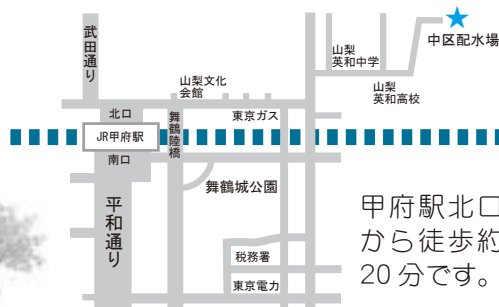 武田通り
中区配水場
山梨
英和中学
山梨
英和高校
山梨文化
会館
北口
舞鶴陸橋
東京ガス
JR甲府駅
南口
舞鶴城公園
平和通り
税務署
東京電力
甲府駅北口
から徒歩約
20分です。